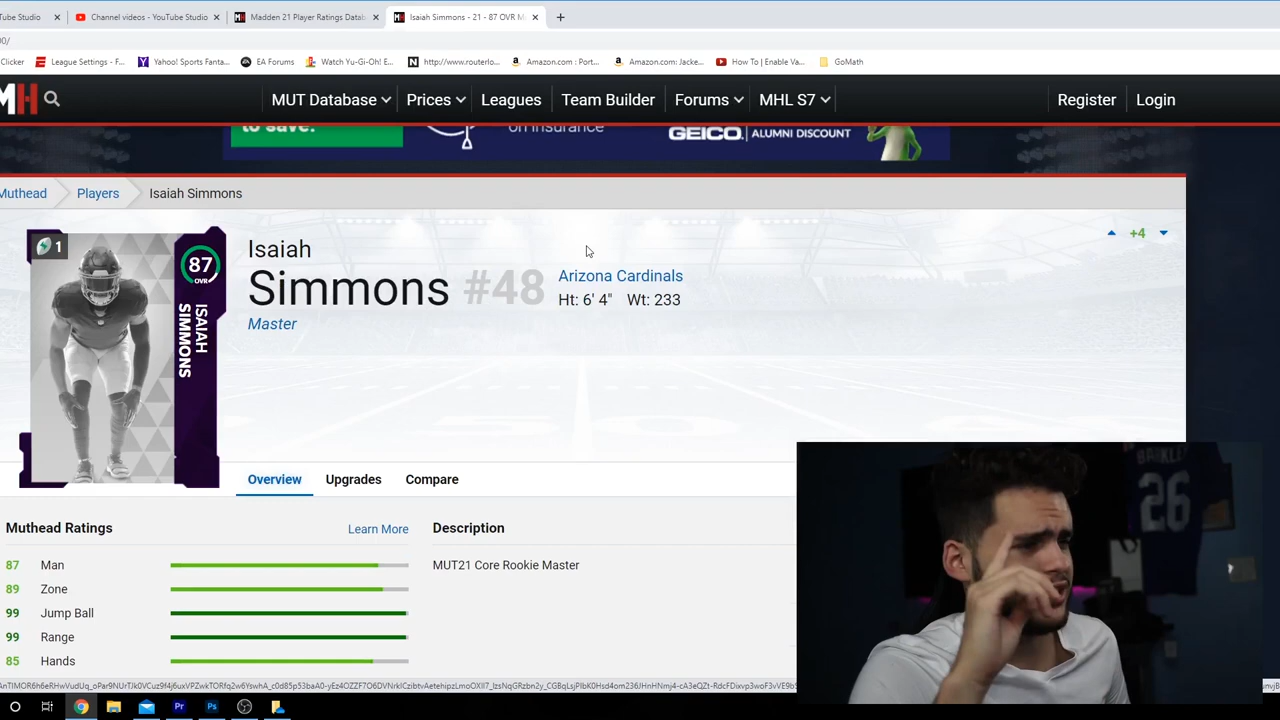 Tube Studio
Channel videos - YouTube Studio
Madden 21 Player Ratings Datab
Isaiah Simmons - 21 - 87 OVR M
00/
Clicker
League Settings - F...
Yahoo! Sports Fanta...
EA Forums
Watch Yu-Gi-Oh! E...
http://www.routerlo...
Amazon.com : Port...
Amazon.com: Jacke...
How To | Enable Va...
GoMath
MH
MUT Database
Prices
Leagues
Team Builder
Forums
MHL S7
Register
Login
to save.
on insurance
GEICO. ALUMNI DISCOUNT
Muthead
Players
Isaiah Simmons
1
87
OVR
ISAIAH
SIMMONS
Isaiah
Simmons #48
Master
Arizona Cardinals
Ht: 6' 4" Wt: 233
+4
Overview
Upgrades
Compare
Muthead Ratings
Learn More
87 Man
89 Zone
99 Jump Ball
99 Range
85 Hands
Description
MUT21 Core Rookie Master
BARKLEY
26